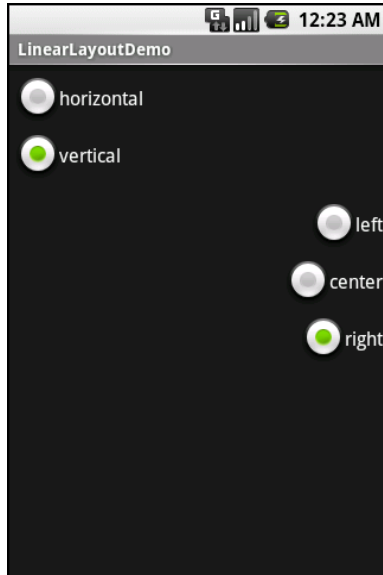 G 12:23 AM
LinearLayoutDemo
horizontal
vertical
left
center
right